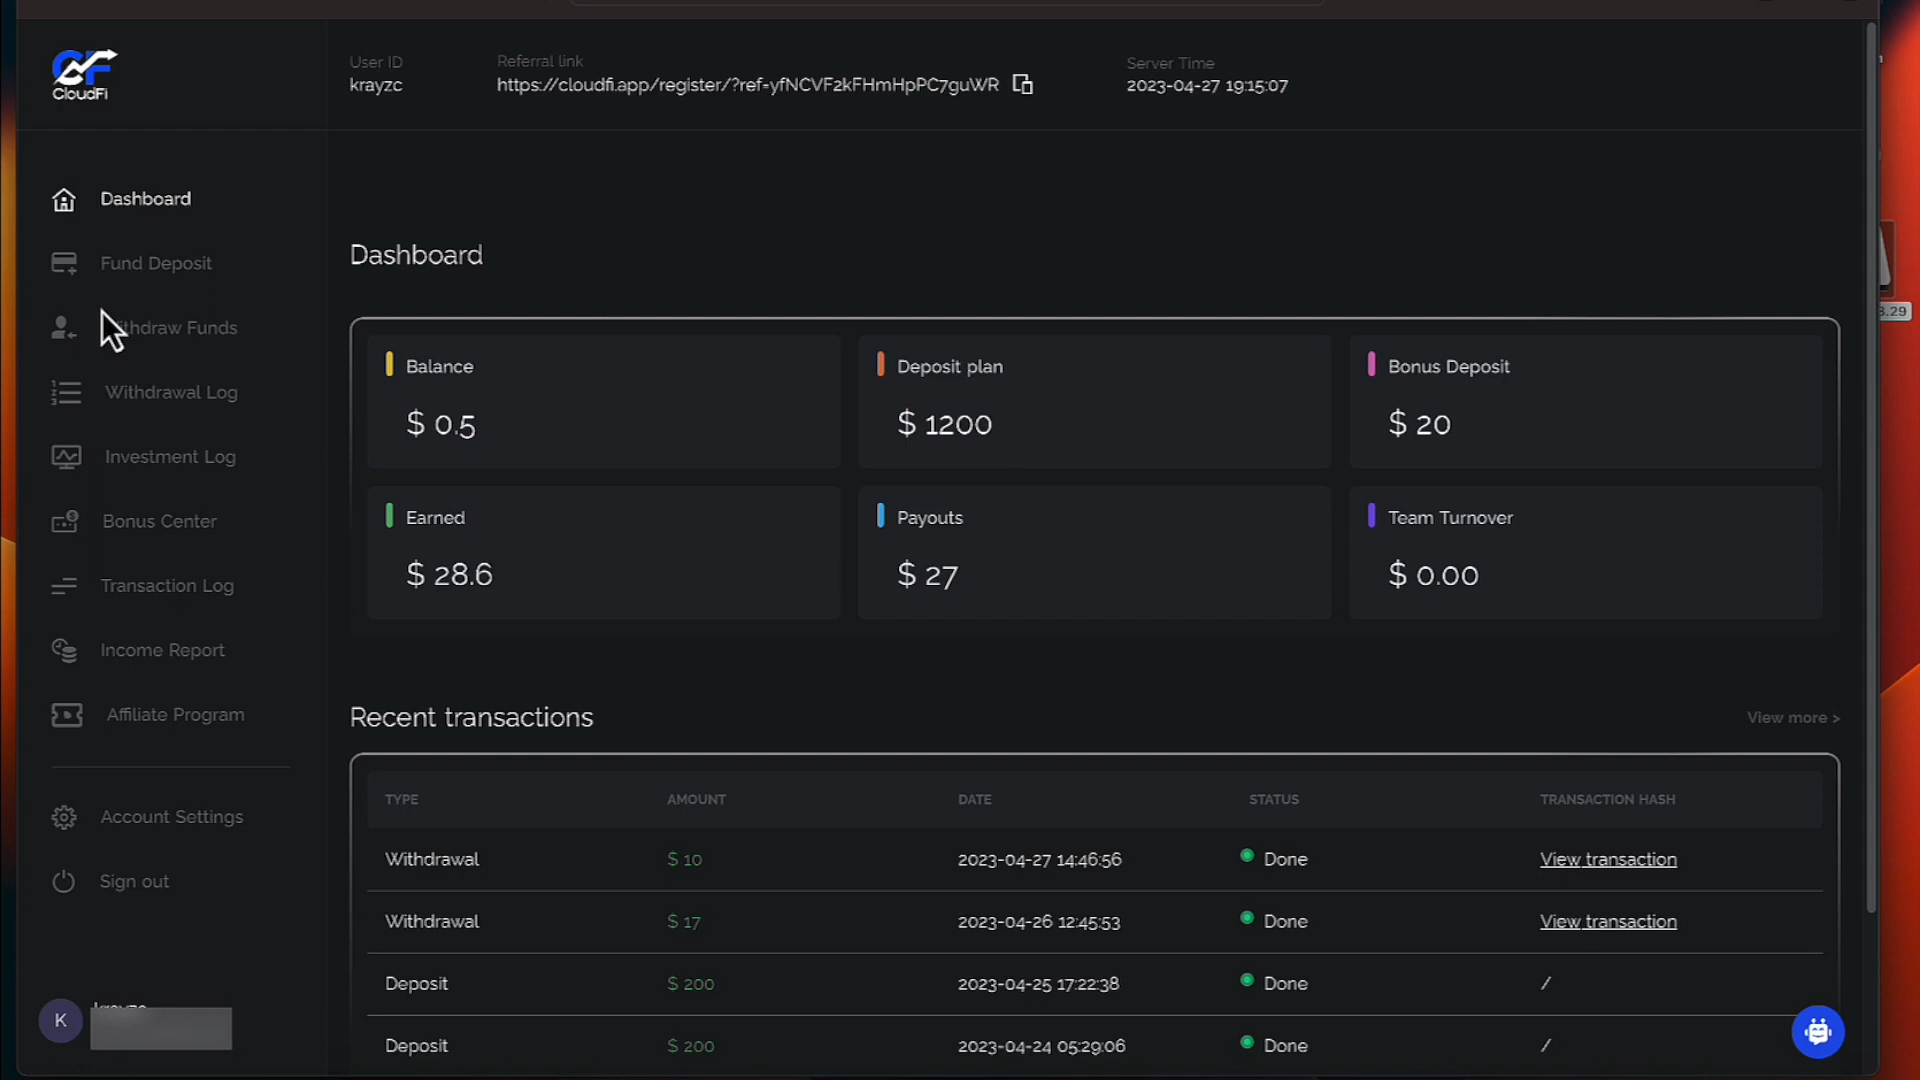 CF
CloudFi
User ID
krayzc
Referral link
https://cloudfi.app/register/?ref=yfNCVF2kFHmHpPC7guWR
Server Time
2023-04-27 19:15:07
Dashboard
Fund Deposit
Withdraw Funds
Withdrawal Log
Investment Log
Bonus Center
Transaction Log
Income Report
Affiliate Program
Account Settings
Sign out
K
krayzc
Dashboard
Balance
$ 0.5
Deposit plan
$ 1200
Bonus Deposit
$ 20
Earned
$ 28.6
Payouts
$ 27
Team Turnover
$ 0.00
Recent transactions
View more >
TYPE AMOUNT DATE STATUS TRANSACTION HASH
Withdrawal $ 10 2023-04-27 14:46:56 Done View transaction
Withdrawal $ 17 2023-04-26 12:45:53 Done View transaction
Deposit $ 200 2023-04-25 17:22:38 Done /
Deposit $ 200 2023-04-24 05:29:06 Done /